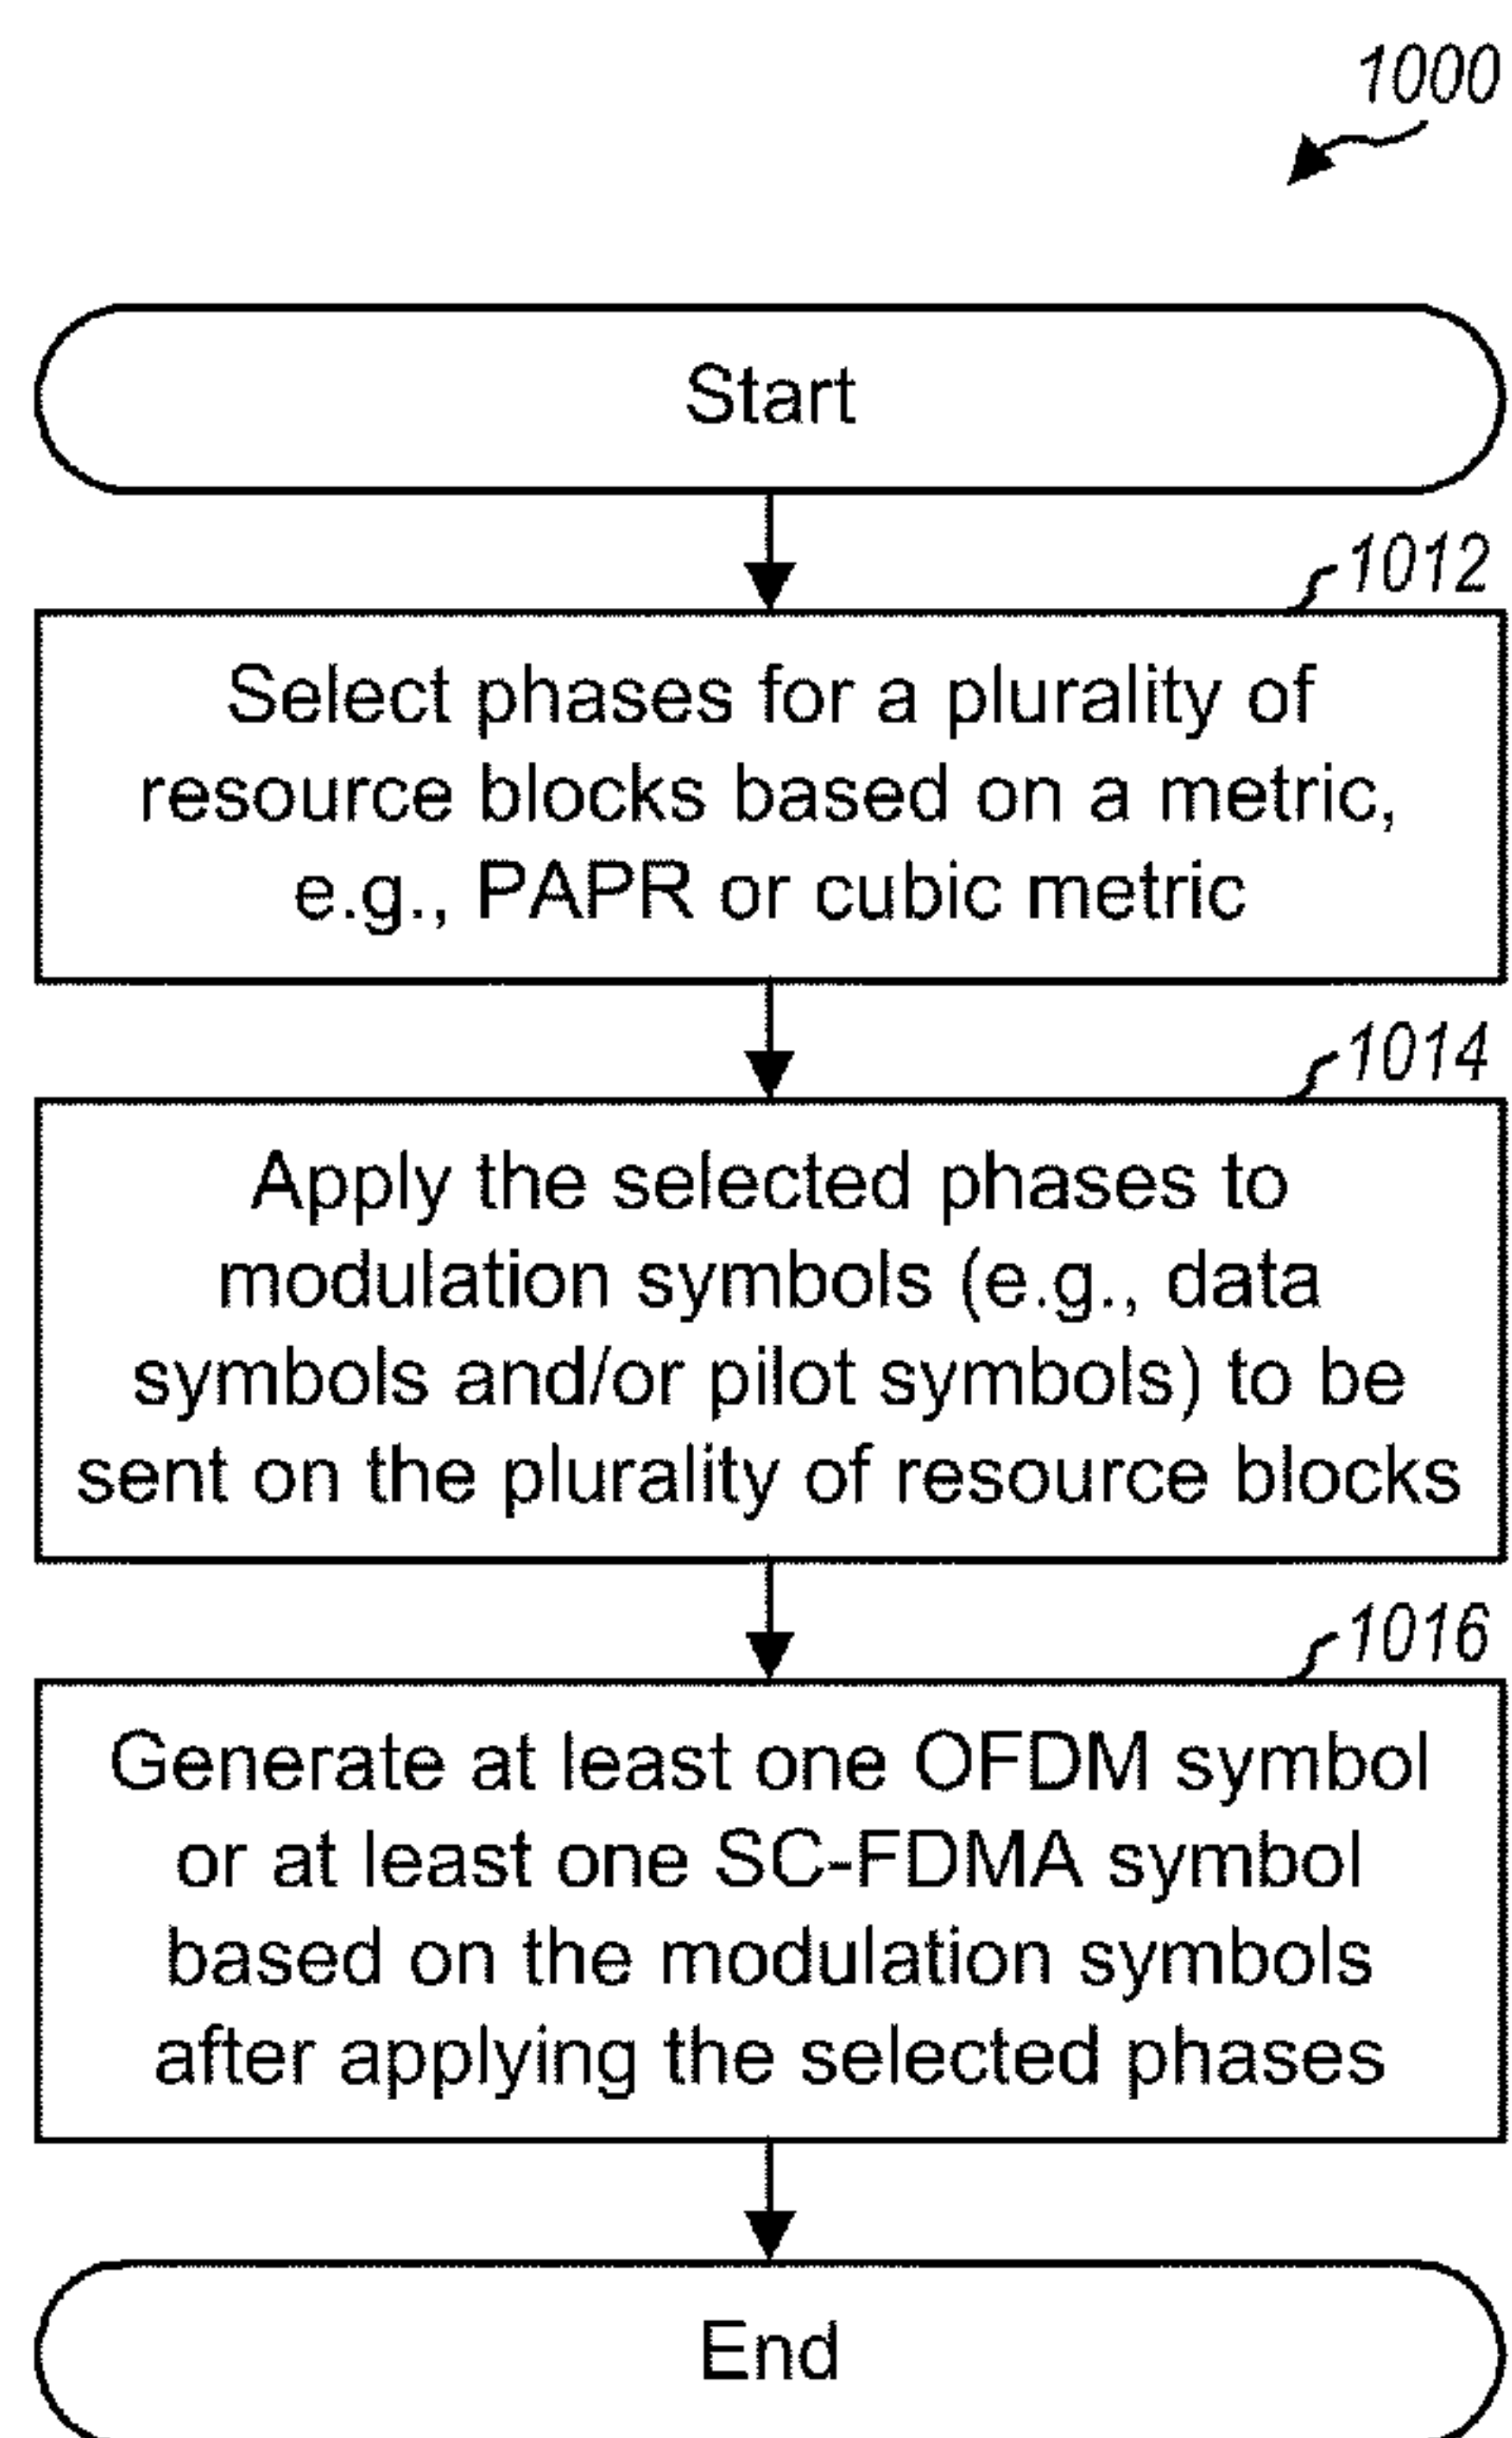 1000
Start
1012
Select phases for a plurality of
resource blocks based on a metric,
e.g., PAPR or cubic metric
1014
Apply the selected phases to
modulation symbols (e.g., data
symbols and/or pilot symbols) to be
sent on the plurality of resource blocks
1016
Generate at least one OFDM symbol
or at least one SC-FDMA symbol
based on the modulation symbols
after applying the selected phases
End